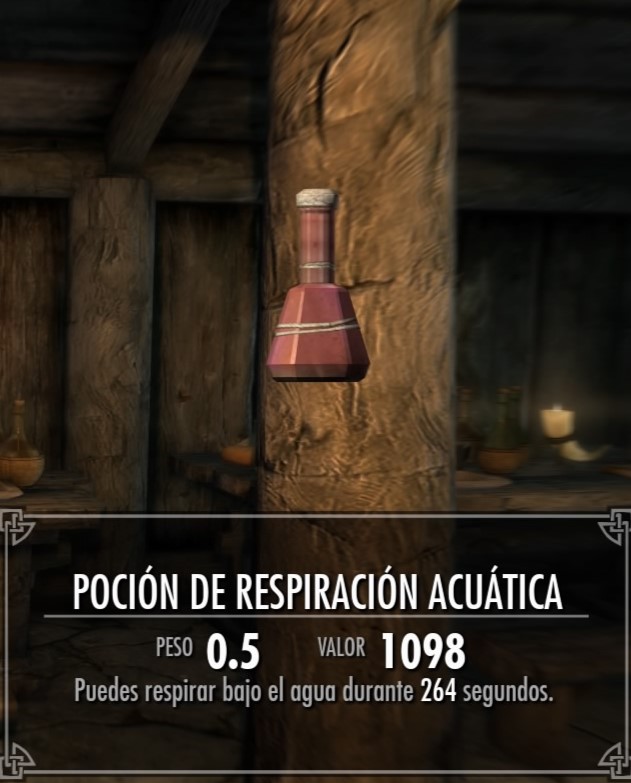 POCIÓN DE RESPIRACIÓN ACUÁTICA
PESO 0.5 VALOR 1098
Puedes respirar bajo el agua durante 264 segundos.